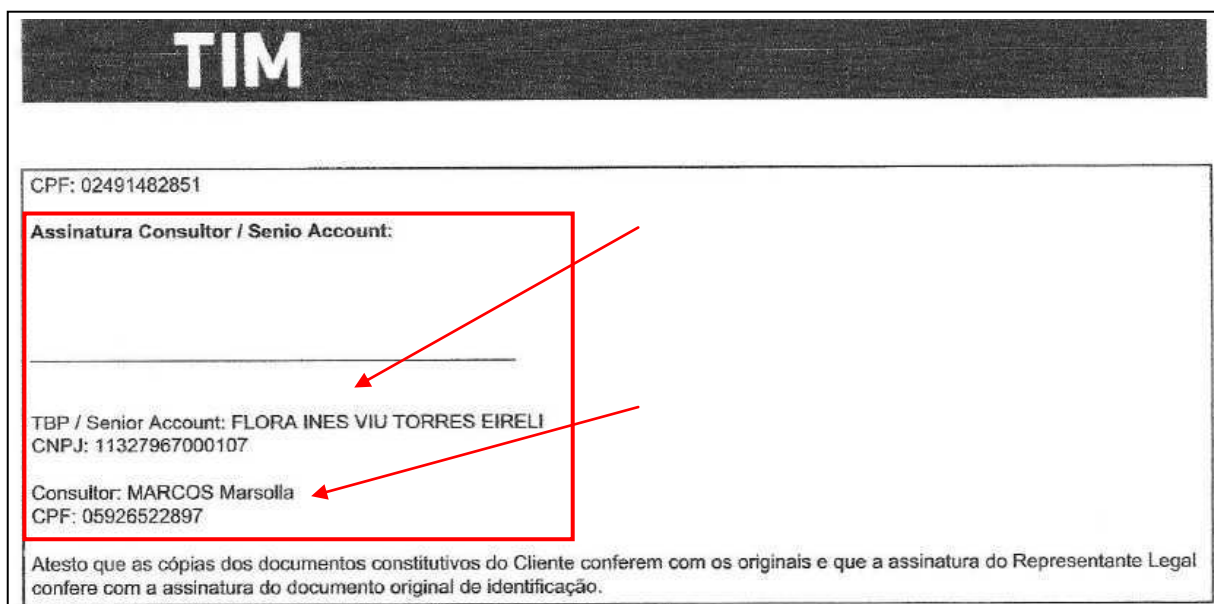 TIM
CPF: 02491482851
Assinatura Consultor / Senio Account:
TBP / Senior Account: FLORA INES VIU TORRES EIRELI
CNPJ: 11327967000107
Consultor: MARCOS Marsolla
CPF: 05926522897
Atesto que as cópias dos documentos constitutivos do Cliente conferem com os originais e que a assinatura do Representante Legal
confere com a assinatura do documento original de identificação.